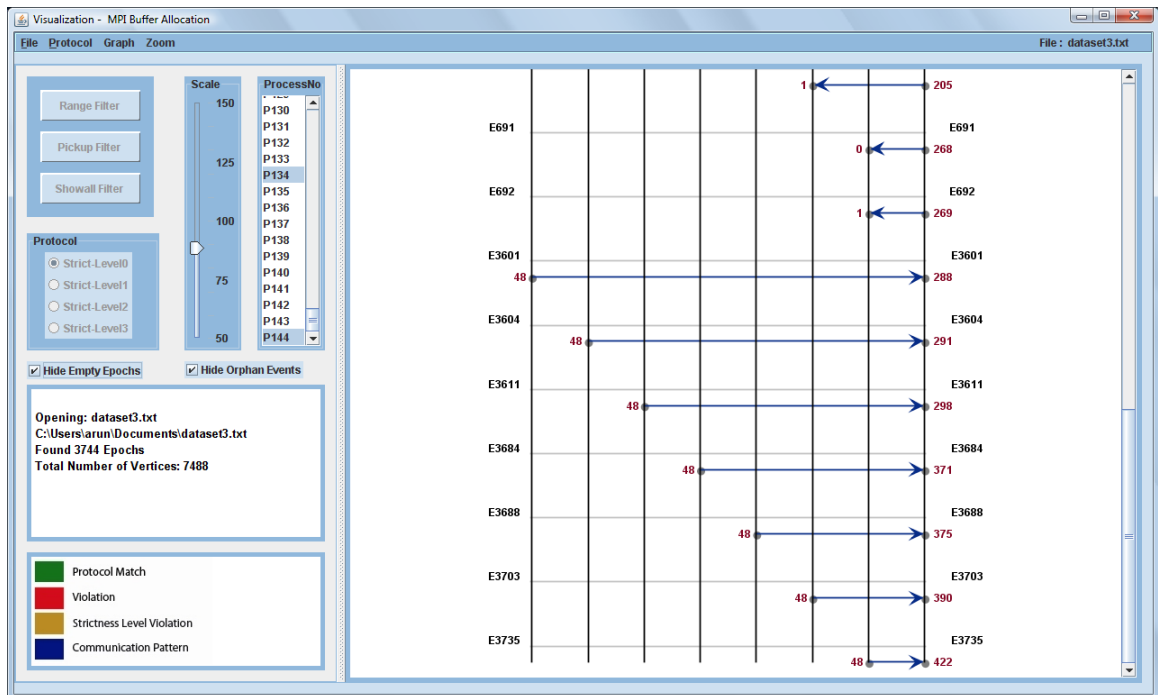 Visualization - MPI Buffer Allocation
File Protocol Graph Zoom
File : dataset3.txt
Range Filter
Pickup Filter
Showall Filter
Scale
150
125
100
75
50
ProcessNo
P130
P131
P132
P133
P134
P135
P136
P137
P138
P139
P140
P141
P142
P143
P144
Protocol
Strict-Level0
Strict-Level1
Strict-Level2
Strict-Level3
Hide Empty Epochs
Hide Orphan Events
Opening: dataset3.txt
C:\Users\arun\Documents\dataset3.txt
Found 3744 Epochs
Total Number of Vertices: 7488
Protocol Match
Violation
Strictness Level Violation
Communication Pattern
1 205
E691 E691
0 268
E692 E692
1 269
E3601 E3601
48 288
E3604 E3604
48 291
E3611 E3611
48 298
E3684 E3684
48 371
E3688 E3688
48 375
E3703 E3703
48 390
E3735 E3735
48 422